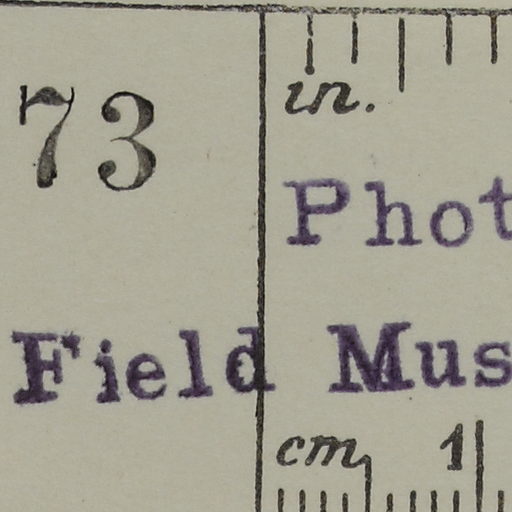 73
in.
Phot
Field Mus
cm 1